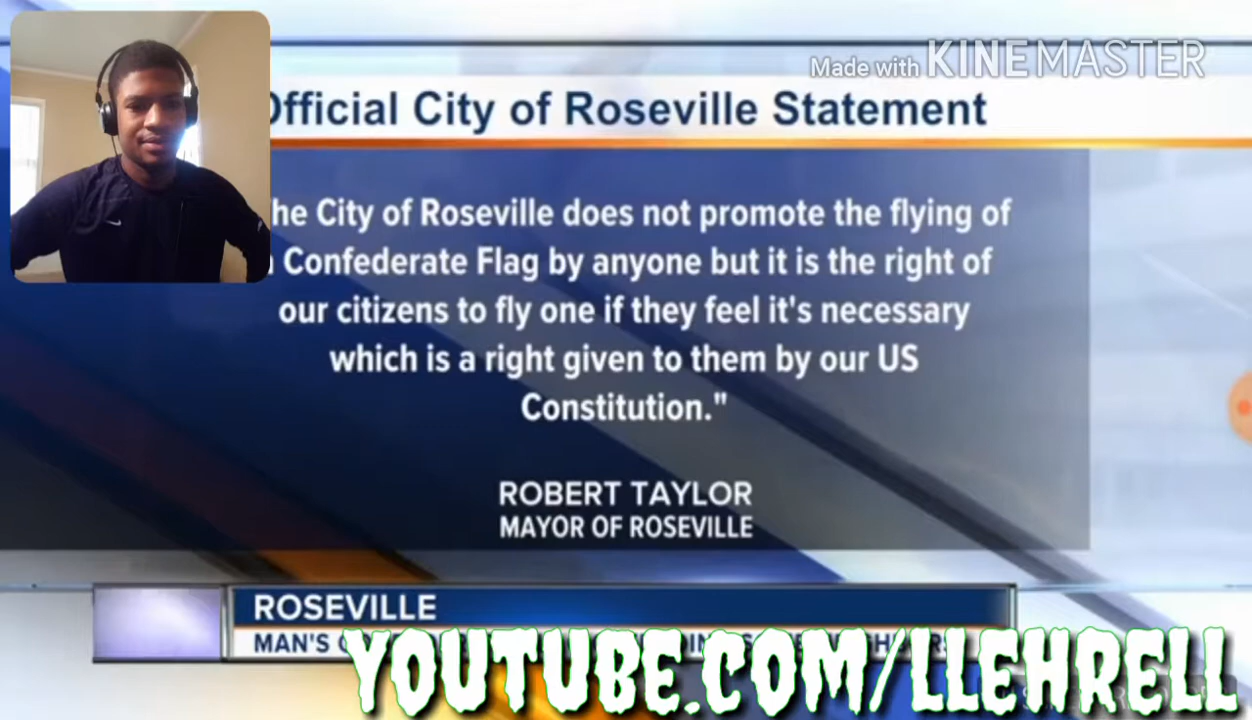 Made with KINEMASTER
Official City of Roseville Statement
he City of Roseville does not promote the flying of
Confederate Flag by anyone but it is the right of
our citizens to fly one if they feel it's necessary
which is a right given to them by our US
Constitution."
ROBERT TAYLOR
MAYOR OF ROSEVILLE
ROSEVILLE
MAN'S
YOUTUBE.COM/LLEHRELL